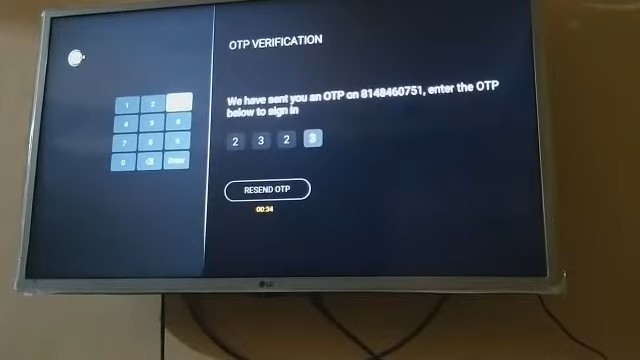 OTP VERIFICATION
We have sent you an OTP on 8148460751, enter the OTP
below to sign in
2 3 2 3
RESEND OTP
00:34
1 2
4 5 6
7 8 9
0 Enter
LG